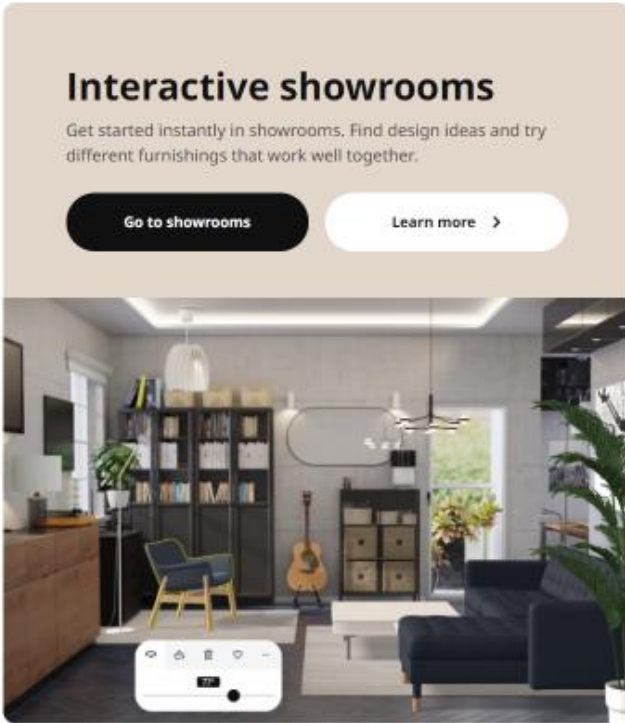 Interactive showrooms
Get started instantly in showrooms. Find design ideas and try
different furnishings that work well together.
Go to showrooms
Learn more